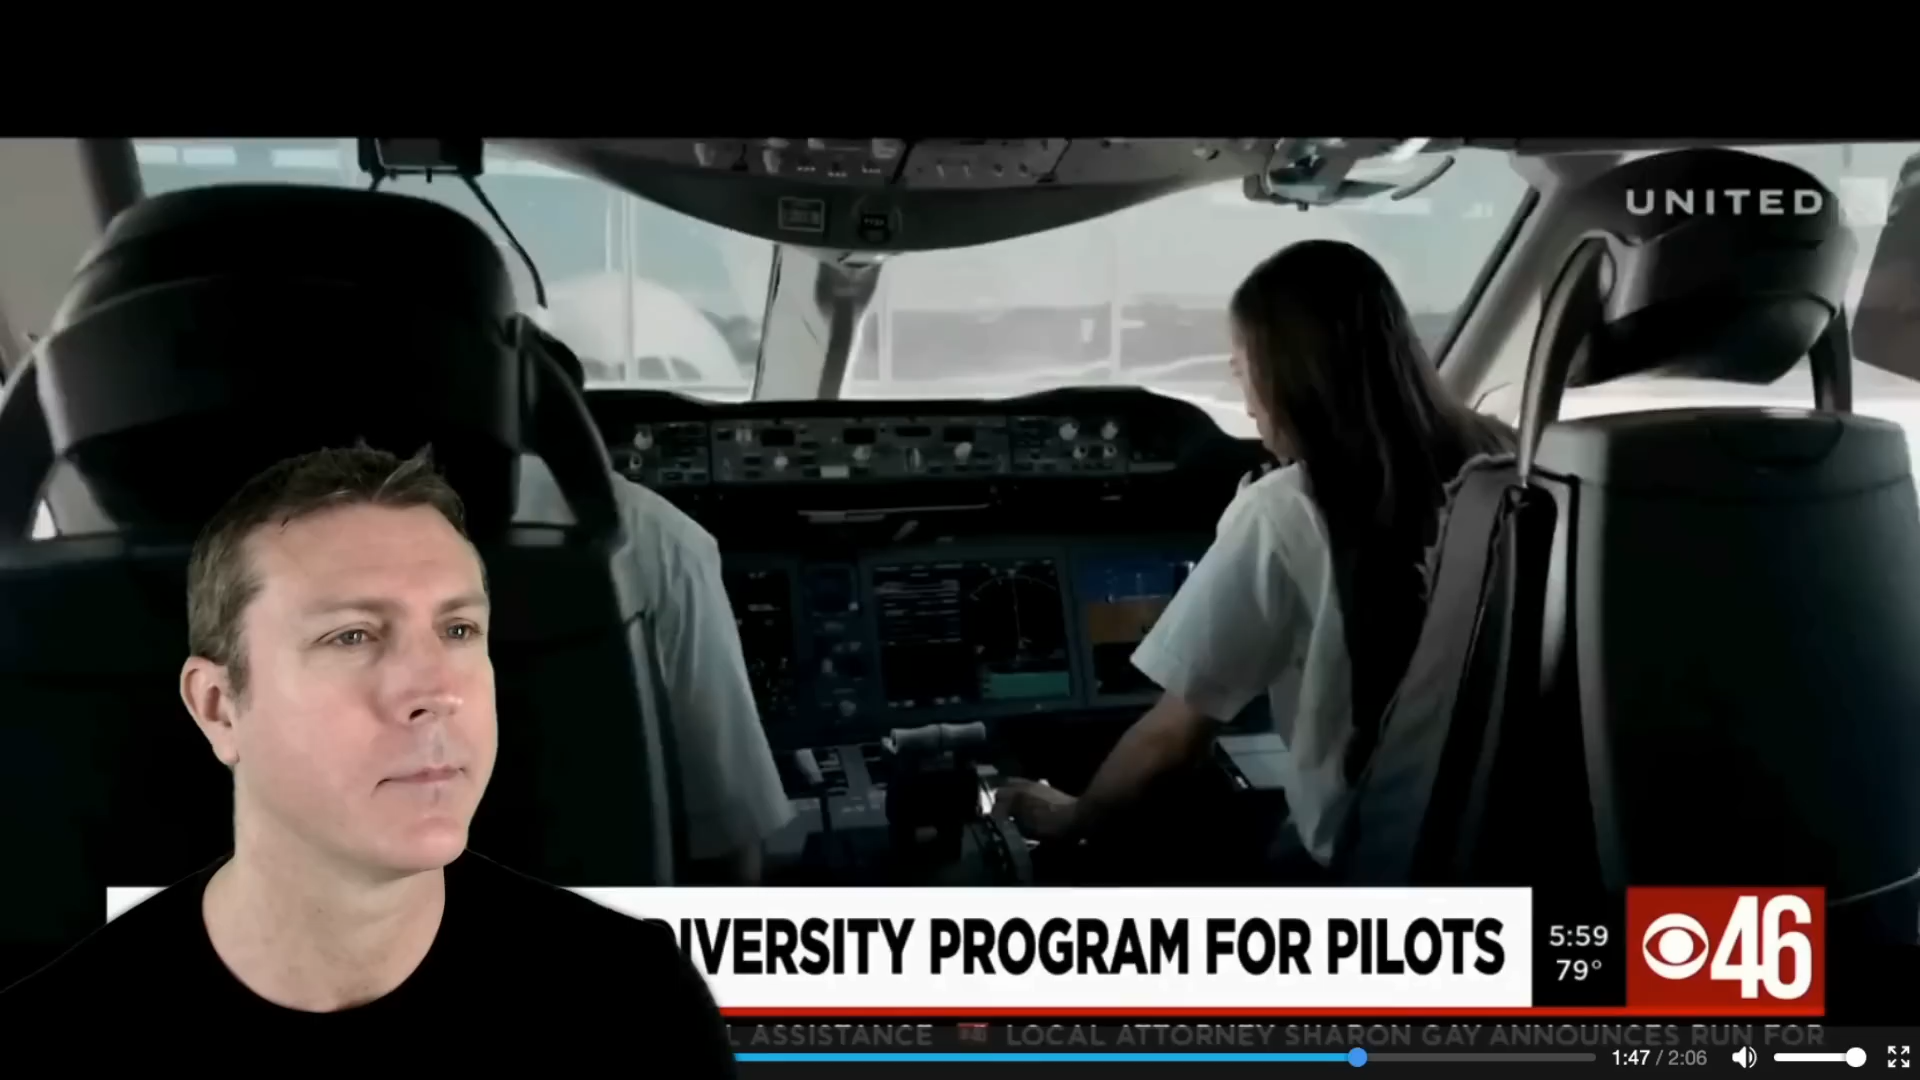 UNITED
DIVERSITY PROGRAM FOR PILOTS
5:59
79°
46
L ASSISTANCE LOCAL ATTORNEY SHARON GAY ANNOUNCES RUN FOR
1:47 / 2:06